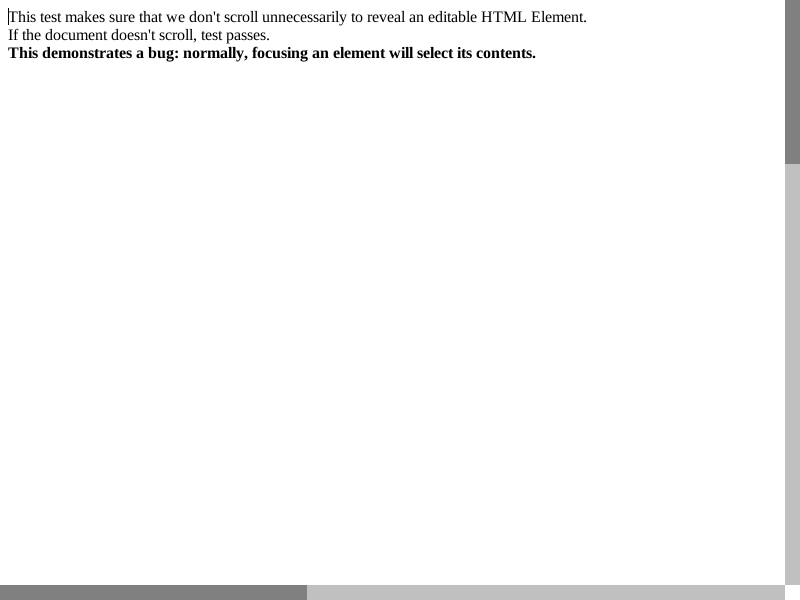 This test makes sure that we don't scroll unnecessarily to reveal an editable HTML Element.
If the document doesn't scroll, test passes.
This demonstrates a bug: normally, focusing an element will select its contents.